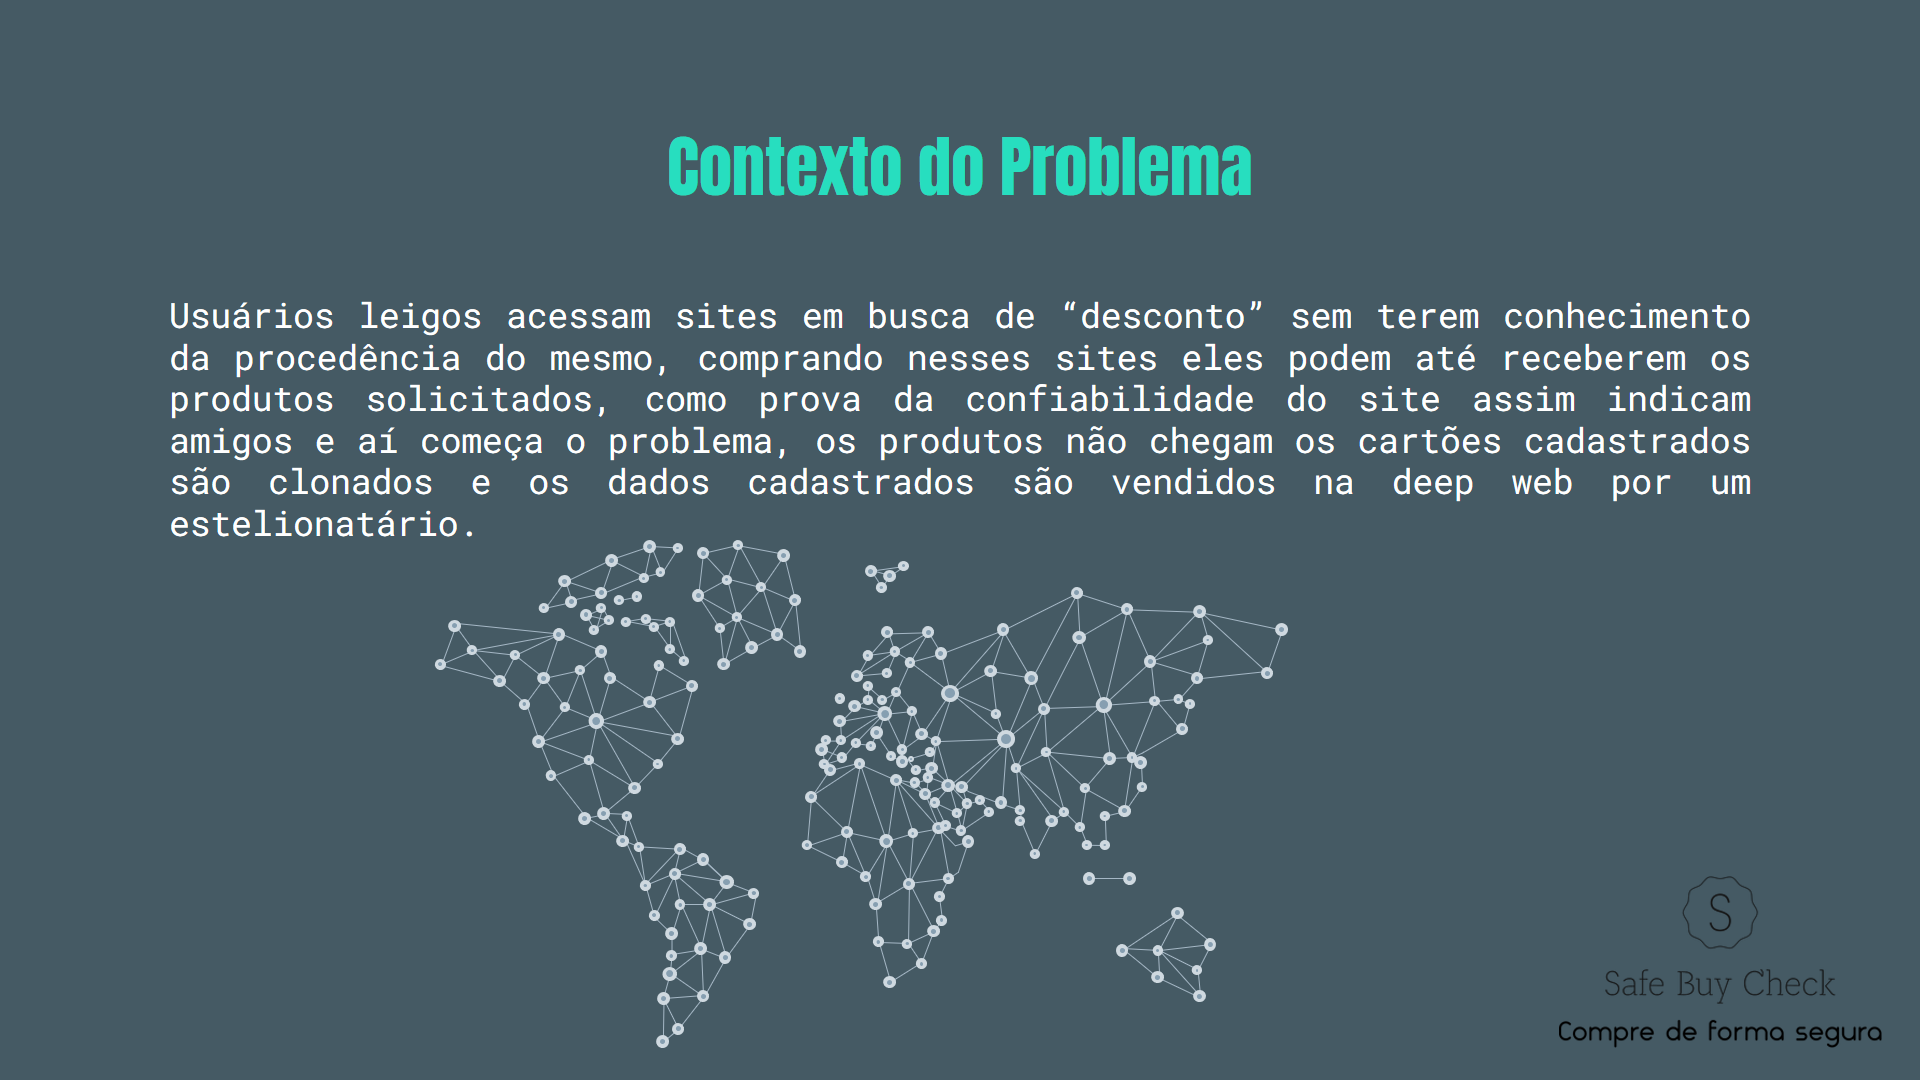 Contexto do Problema
Usuários leigos acessam sites em busca de “desconto” sem terem conhecimento
da procedência do mesmo, comprando nesses sites eles podem até receberem os
produtos solicitados, como prova da confiabilidade do site assim indicam
amigos e aí começa o problema, os produtos não chegam os cartões cadastrados
são clonados e os dados cadastrados são vendidos na deep web por um
estelionatário.
S
Safe Buy Check
Compre de forma segura